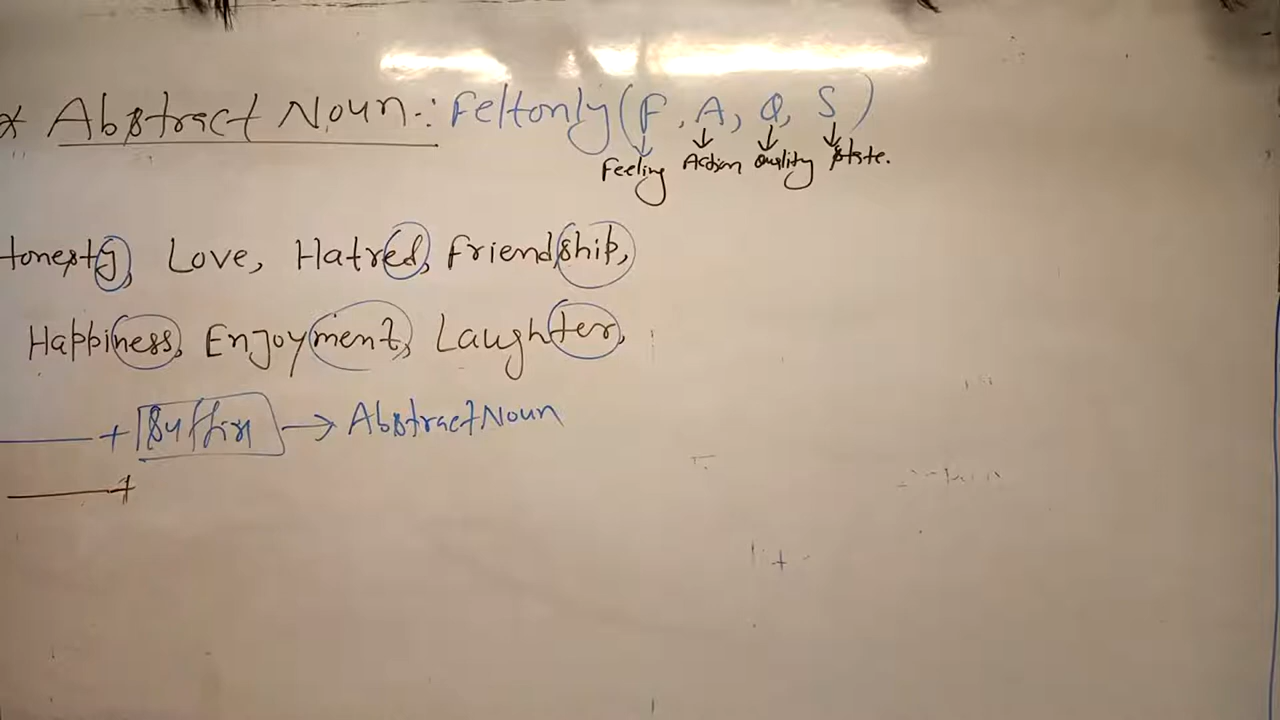 * Abstract Noun:: Feltonly (F, A, Q, S)
Feeling Action Quality State.
Honesty, Love, Hatred, Friendship,
Happiness, Enjoyment, Laughter,
+ Suffix → Abstract Noun
+